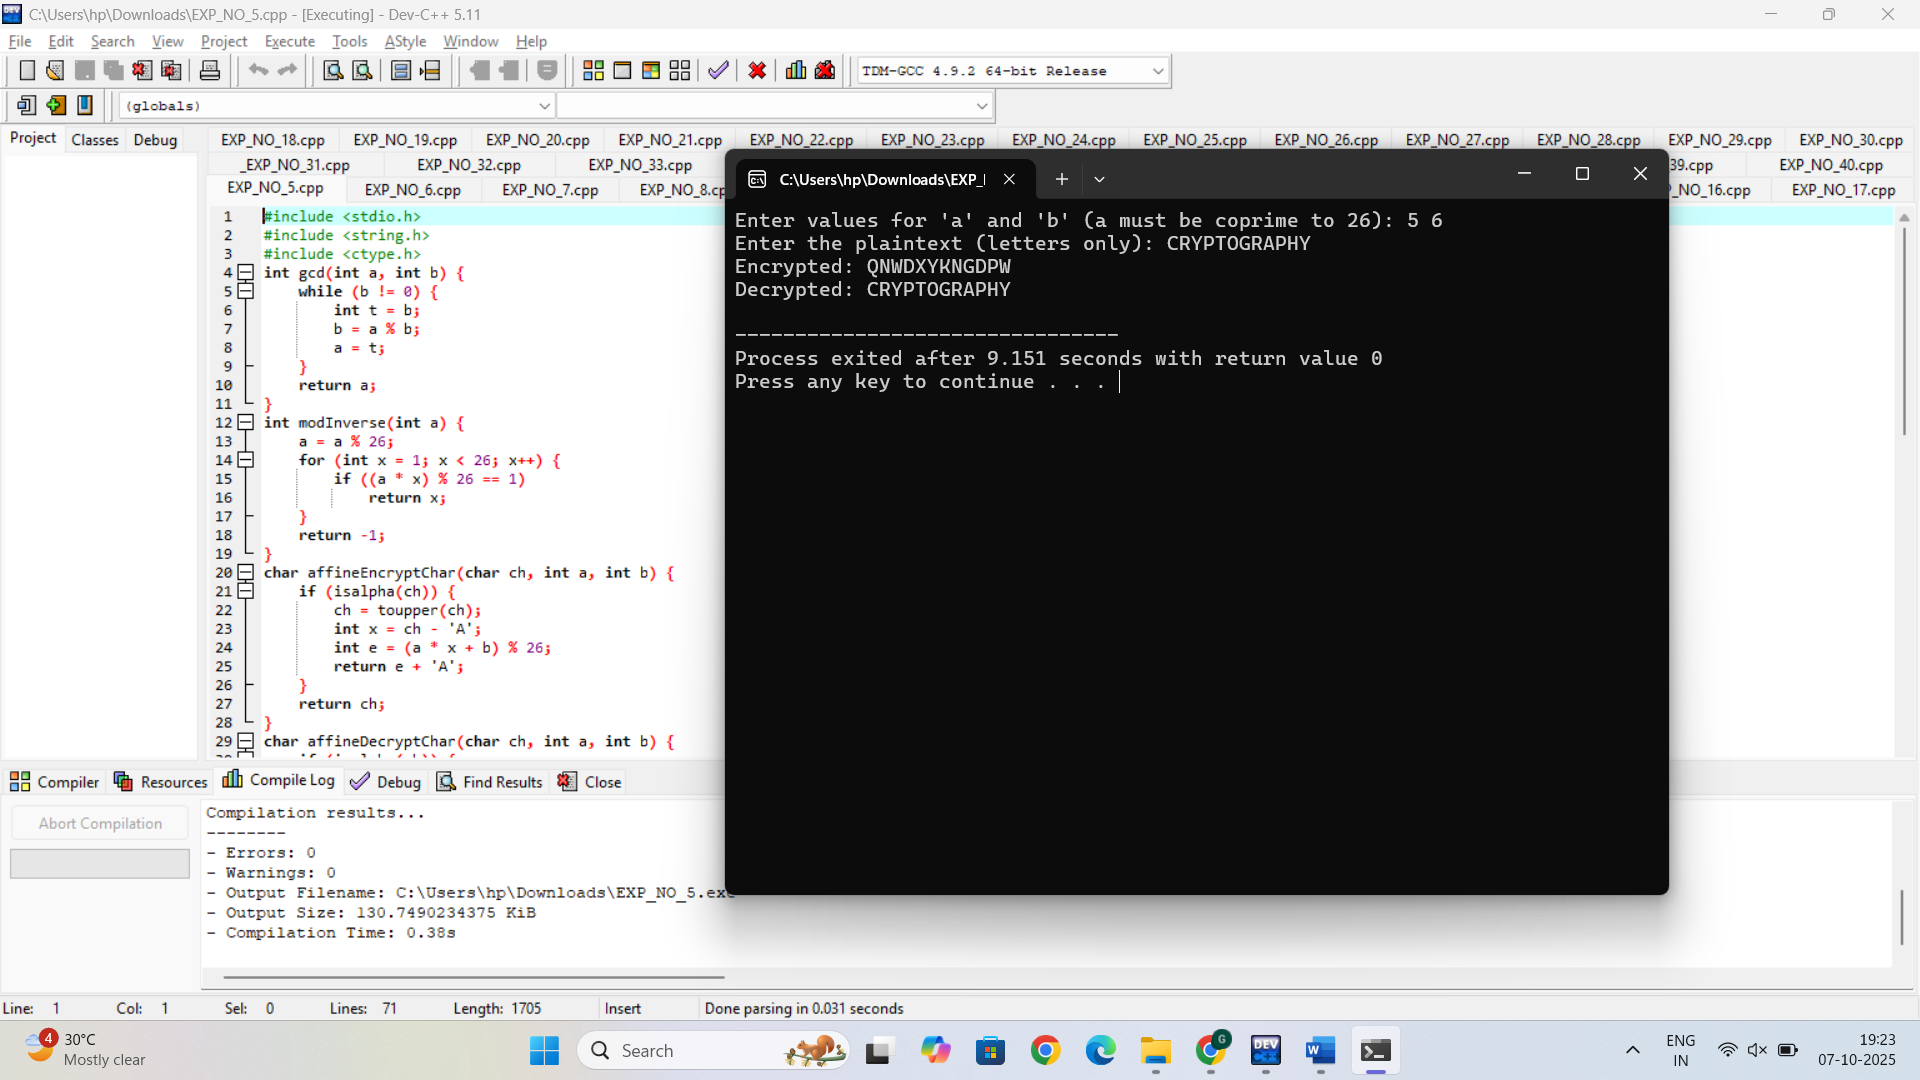 C:\Users\hp\Downloads\EXP_NO_5.cpp - [Executing] - Dev-C++ 5.11
File Edit Search View Project Execute Tools AStyle Window Help
TDM-GCC 4.9.2 64-bit Release
(globals)
Project Classes Debug
EXP_NO_18.cpp EXP_NO_19.cpp EXP_NO_20.cpp EXP_NO_21.cpp EXP_NO_22.cpp EXP_NO_23.cpp EXP_NO_24.cpp EXP_NO_25.cpp EXP_NO_26.cpp EXP_NO_27.cpp EXP_NO_28.cpp EXP_NO_29.cpp EXP_NO_30.cpp
_EXP_NO_31.cpp EXP_NO_32.cpp EXP_NO_33.cpp 39.cpp EXP_NO_40.cpp
EXP_NO_5.cpp EXP_NO_6.cpp EXP_NO_7.cpp EXP_NO_8.cp _NO_16.cpp EXP_NO_17.cpp
1 #include <stdio.h>
2 #include <string.h>
3 #include <ctype.h>
4 int gcd(int a, int b) {
5 while (b != 0) {
6 int t = b;
7 b = a % b;
8 a = t;
9 }
10 return a;
11 }
12 int modInverse(int a) {
13 a = a % 26;
14 for (int x = 1; x < 26; x++) {
15 if ((a * x) % 26 == 1)
16 return x;
17 }
18 return -1;
19 }
20 char affineEncryptChar(char ch, int a, int b) {
21 if (isalpha(ch)) {
22 ch = toupper(ch);
23 int x = ch - 'A';
24 int e = (a * x + b) % 26;
25 return e + 'A';
26 }
27 return ch;
28 }
29 char affineDecryptChar(char ch, int a, int b) {
C:\Users\hp\Downloads\EXP_I
Enter values for 'a' and 'b' (a must be coprime to 26): 5 6
Enter the plaintext (letters only): CRYPTOGRAPHY
Encrypted: QNWDXYKNGDPW
Decrypted: CRYPTOGRAPHY
--------------------------------
Process exited after 9.151 seconds with return value 0
Press any key to continue . . .
Compiler Resources Compile Log Debug Find Results Close
Abort Compilation
Compilation results...
--------
- Errors: 0
- Warnings: 0
- Output Filename: C:\Users\hp\Downloads\EXP_NO_5.exe
- Output Size: 130.7490234375 KiB
- Compilation Time: 0.38s
Line: 1 Col: 1 Sel: 0 Lines: 71 Length: 1705 Insert Done parsing in 0.031 seconds
4
30°C
Mostly clear
Search
G
DEV
ENG
IN
19:23
07-10-2025